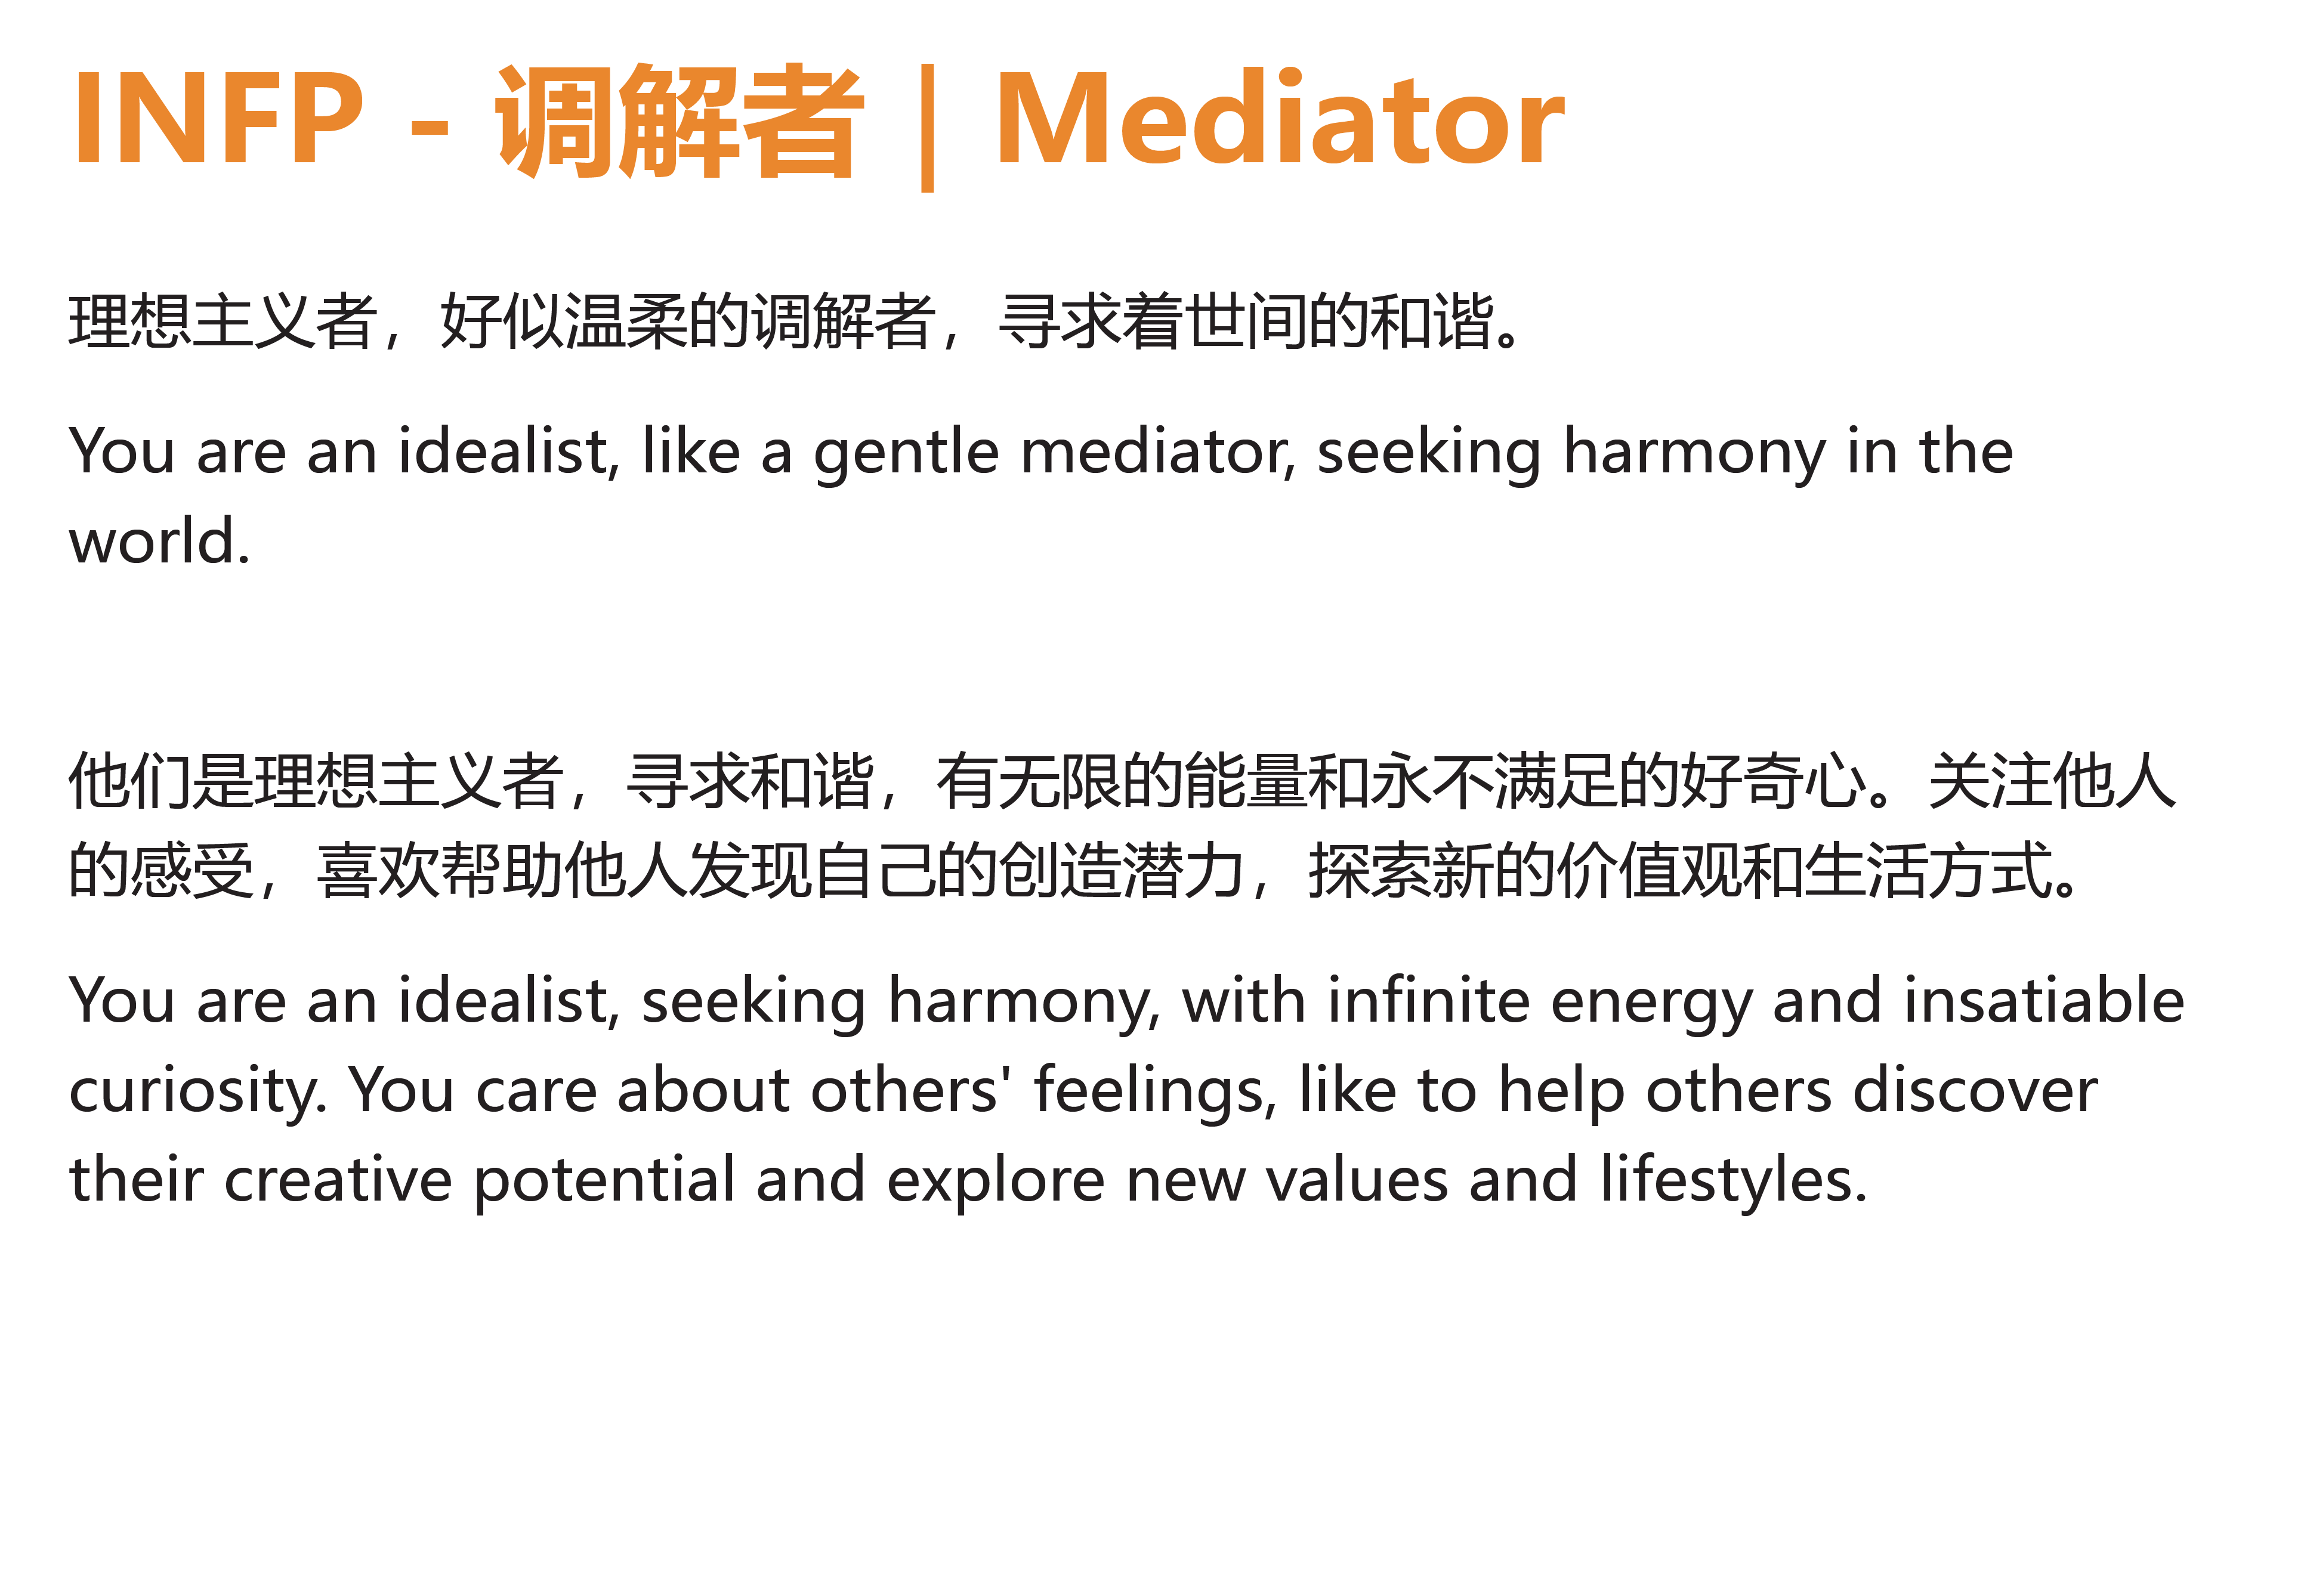 INFP - 调解者 | Mediator
理想主义者，好似温柔的调解者，寻求着世间的和谐。
You are an idealist, like a gentle mediator, seeking harmony in the
world.
他们是理想主义者，寻求和谐，有无限的能量和永不满足的好奇心。关注他人
的感受，喜欢帮助他人发现自己的创造潜力，探索新的价值观和生活方式。
You are an idealist, seeking harmony, with infinite energy and insatiable
curiosity. You care about others' feelings, like to help others discover
their creative potential and explore new values and lifestyles.